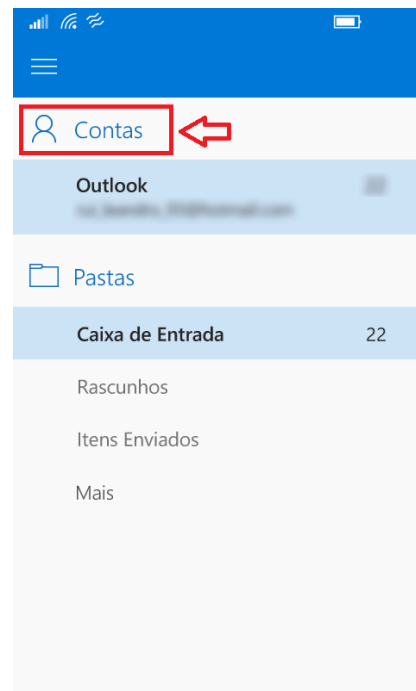 Contas
Outlook
Pastas
Caixa de Entrada 22
Rascunhos
Itens Enviados
Mais